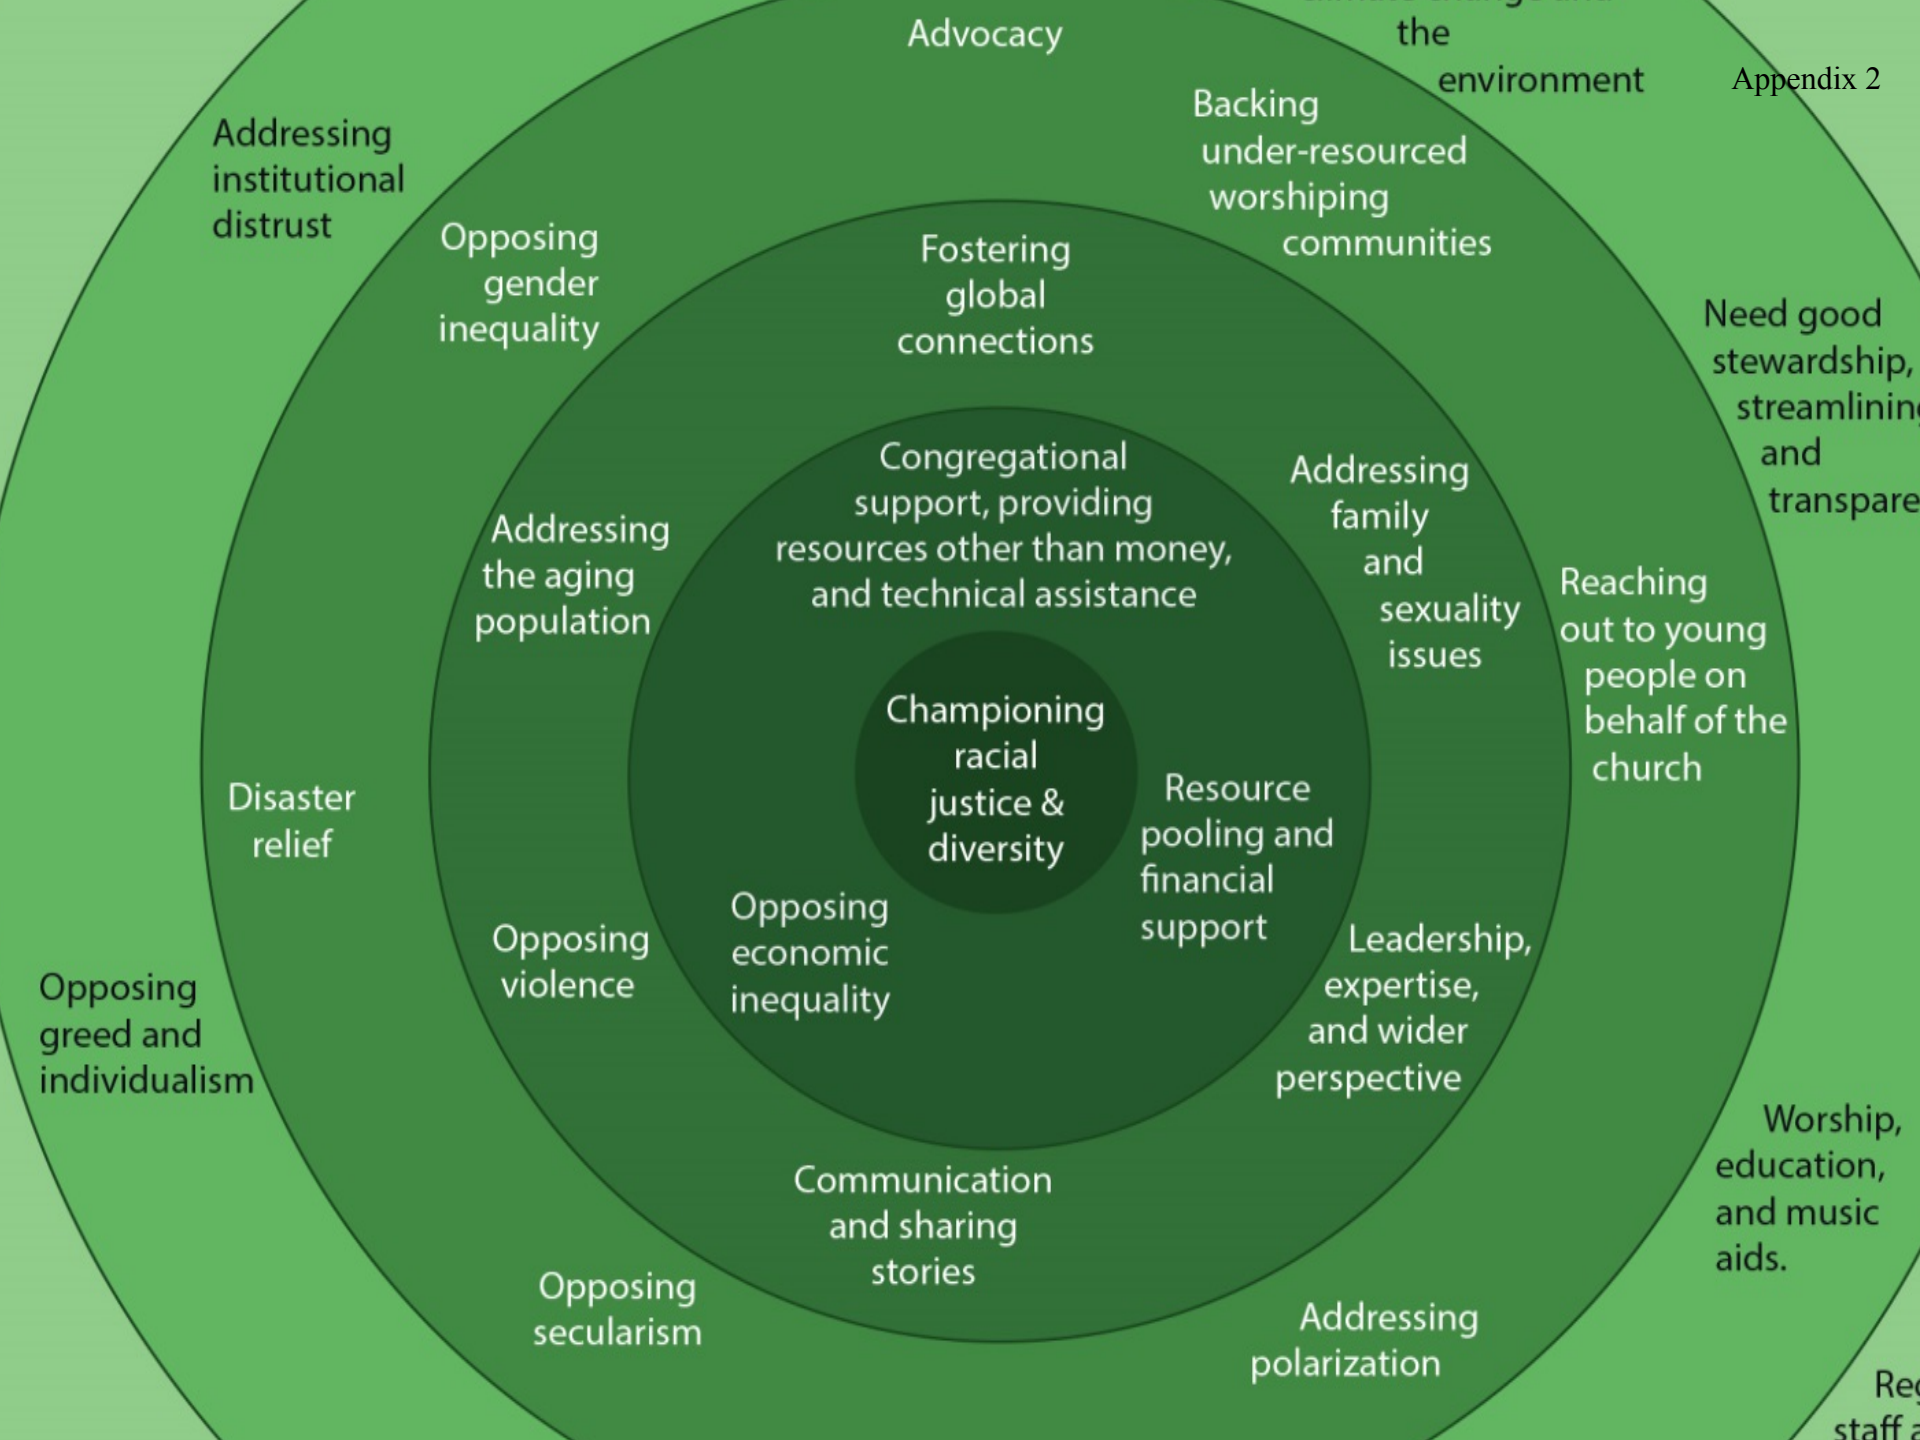 Advocacy
the
environment
Appendix 2
Backing
under-resourced
worshiping
communities
Addressing
institutional
distrust
Opposing
gender
inequality
Fostering
global
connections
Need good
stewardship,
and
Congregational
support, providing
resources other than money,
and technical assistance
Addressing
family
and
sexuality
issues
Addressing
the aging
population
Reaching
out to young
people on
behalf of the
church
Championing
racial
justice &
diversity
Resource
pooling and
financial
support
Disaster
relief
Opposing
economic
inequality
Opposing
violence
Leadership,
expertise,
and wider
perspective
Opposing
greed and
individualism
Worship,
education,
and music
aids.
Communication
and sharing
stories
Opposing
secularism
Addressing
polarization
staff